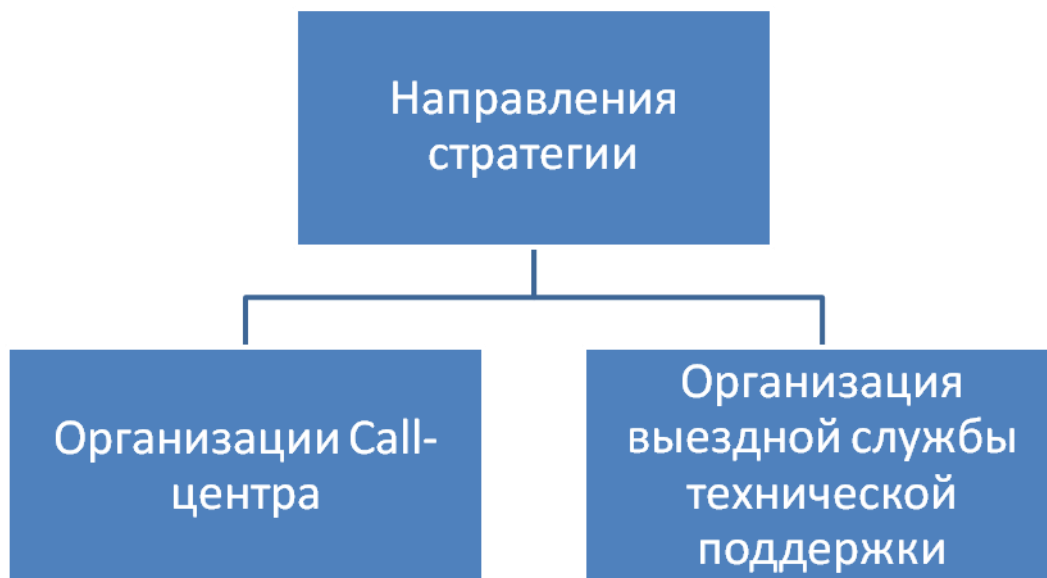 Направления
стратегии
Организации Call-
центра
Организация
выездной службы
технической
поддержки